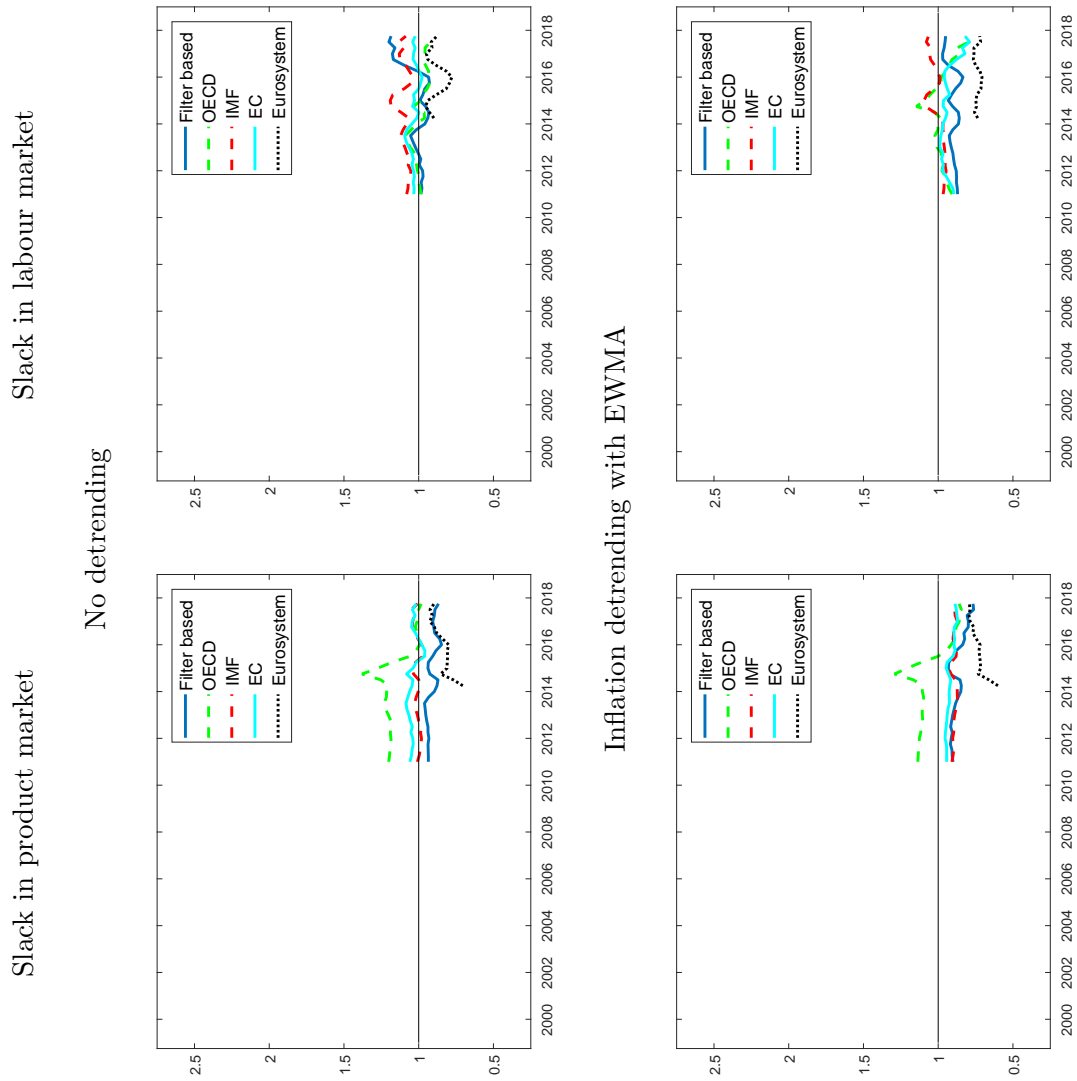 Slack in product market
Slack in labour market
No detrending
2.5
2
1.5
1
0.5
2000
2002
2004
2006
2008
2010
2012
2014
2016
2018
Filter based
OECD
IMF
EC
Eurosystem
2.5
2
1.5
1
0.5
2000
2002
2004
2006
2008
2010
2012
2014
2016
2018
Filter based
OECD
IMF
EC
Eurosystem
Inflation detrending with EWMA
2.5
2
1.5
1
0.5
2000
2002
2004
2006
2008
2010
2012
2014
2016
2018
Filter based
OECD
IMF
EC
Eurosystem
2.5
2
1.5
1
0.5
2000
2002
2004
2006
2008
2010
2012
2014
2016
2018
Filter based
OECD
IMF
EC
Eurosystem